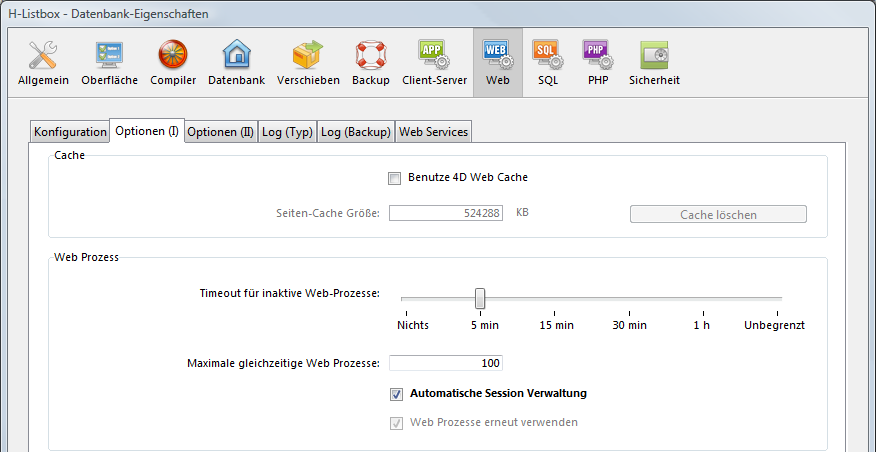 H-Listbox - Datenbank-Eigenschaften
Allgemein Oberfläche Compiler Datenbank Verschieben Backup APP Client-Server WEB Web SQL SQL PHP PHP Sicherheit
Konfiguration Optionen (I) Optionen (II) Log (Typ) Log (Backup) Web Services
Cache
Benutze 4D Web Cache
Seiten-Cache Größe: 524288 KB Cache löschen
Web Prozess
Timeout für inaktive Web-Prozesse:
Nichts 5 min 15 min 30 min 1 h Unbegrenzt
Maximale gleichzeitige Web Prozesse: 100
Automatische Session Verwaltung
Web Prozesse erneut verwenden